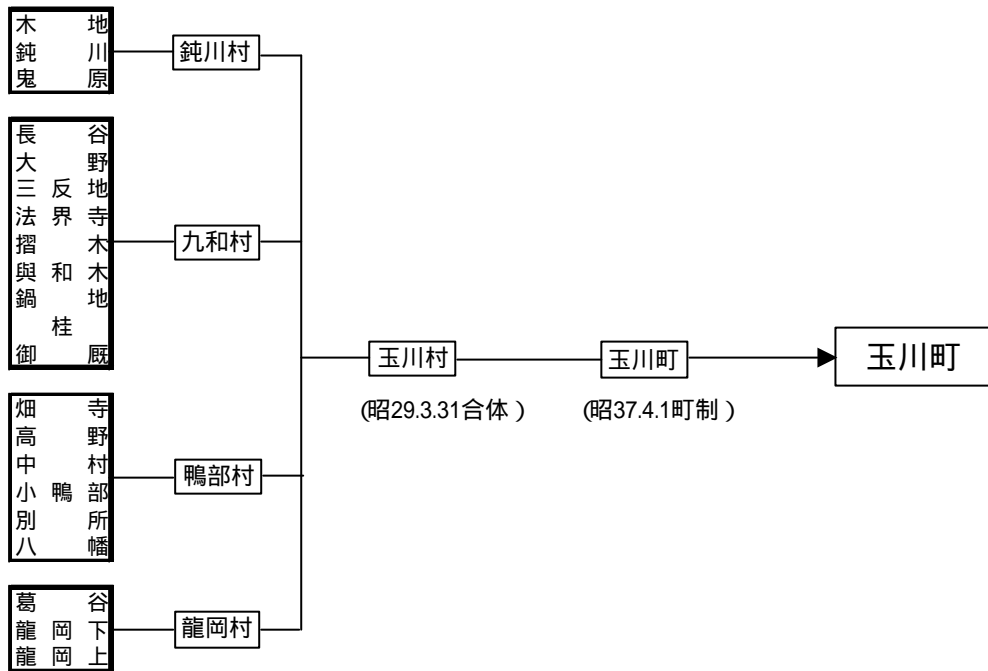 木地
鈍川
鬼原
鈍川村
長谷
大野
三反地
法界寺
摺木
與和木
鍋地
桂
御厩
九和村
畑寺
高野
中村
小鴨部
別所
八幡
鴨部村
葛谷
龍岡下
龍岡上
龍岡村
玉川村
(昭29.3.31合体)
玉川町
(昭37.4.1町制)
玉川町